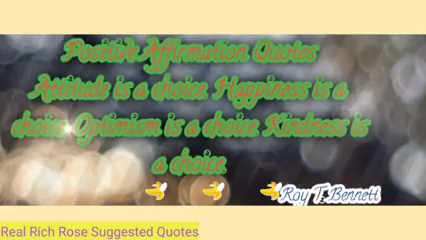 Positive Affirmation Quotes
Attitude is a choice. Happiness is a
choice. Optimism is a choice. Kindness is
a choice.
Roy T. Bennett
Real Rich Rose Suggested Quotes